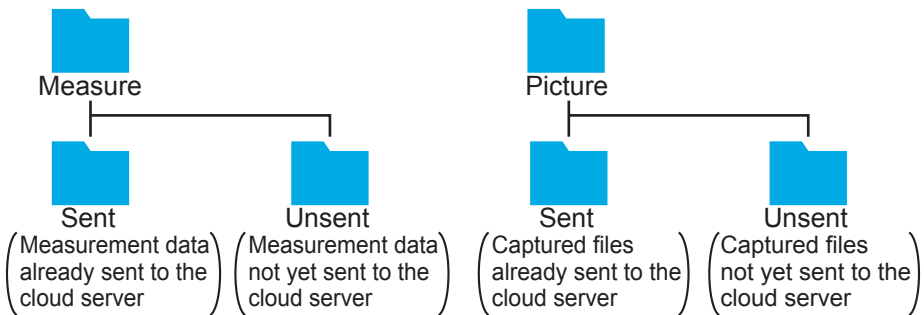 Measure
Picture
Sent
Unsent
Sent
Unsent
(Measurement data
already sent to the
cloud server)
(Measurement data
not yet sent to the
cloud server)
(Captured files
already sent to the
cloud server)
(Captured files
not yet sent to the
cloud server)